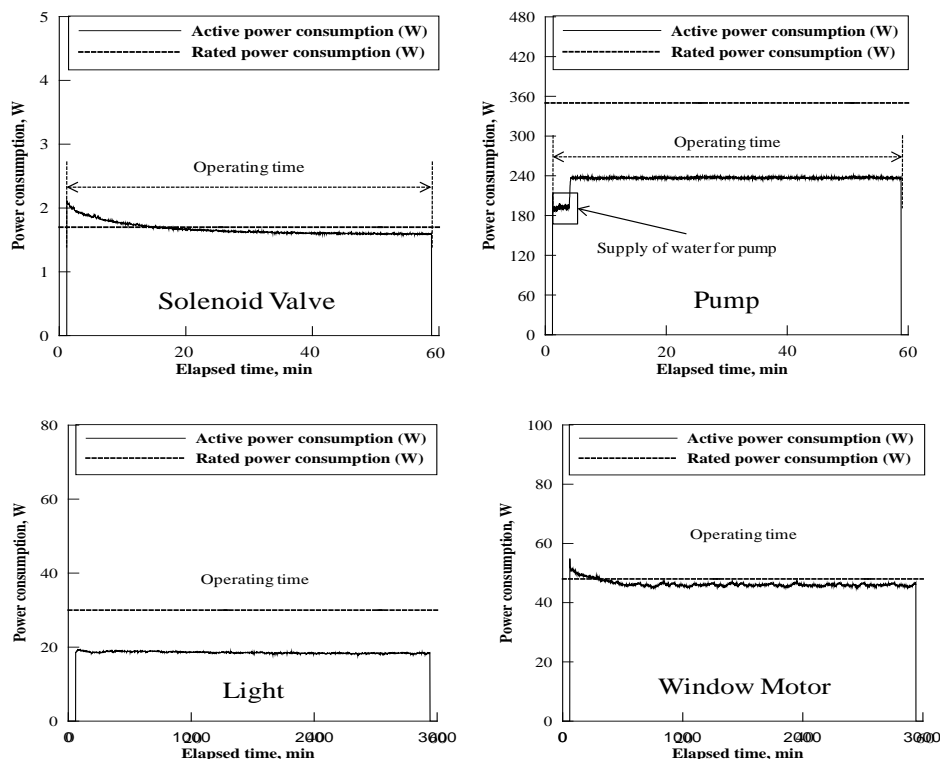 5
4
3
2
1
0
Power consumption, W
Active power consumption (W)
Rated power consumption (W)
Operating time
Solenoid Valve
0 20 40 60
Elapsed time, min
480
420
360
300
240
180
120
60
0
Power consumption, W
Active power consumption (W)
Rated power consumption (W)
Operating time
Supply of water for pump
Pump
0 20 40 60
Elapsed time, min
80
60
40
20
0
Power consumption, W
Active power consumption (W)
Rated power consumption (W)
Operating time
Light
0
Elapsed time, min
100
80
60
40
20
0
Power consumption, W
Active power consumption (W)
Rated power consumption (W)
Operating time
Window Motor
0
Elapsed time, min